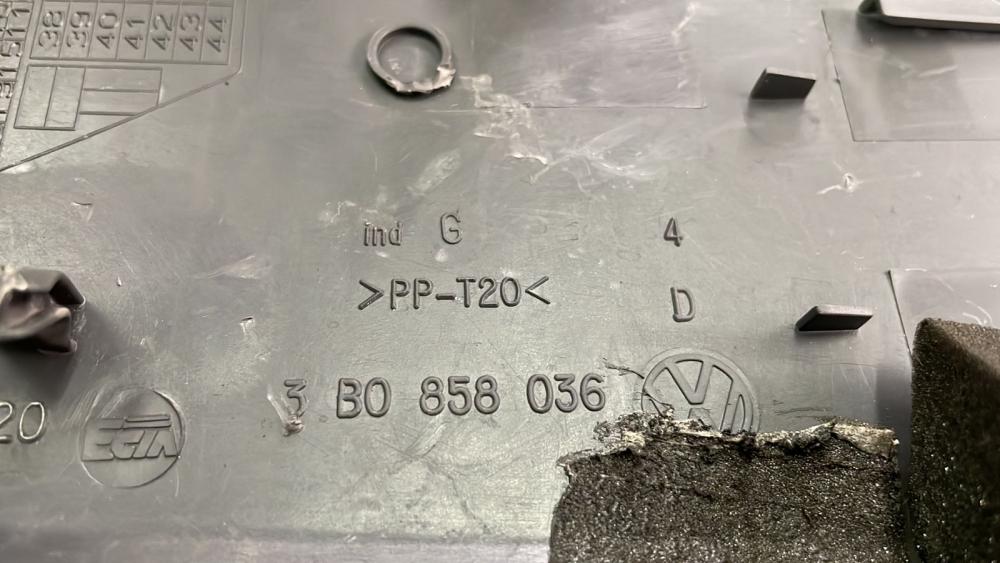 38 39 40 41 42 43 44
ind G 4
>PP-T20<
D
3 B0 858 036
20